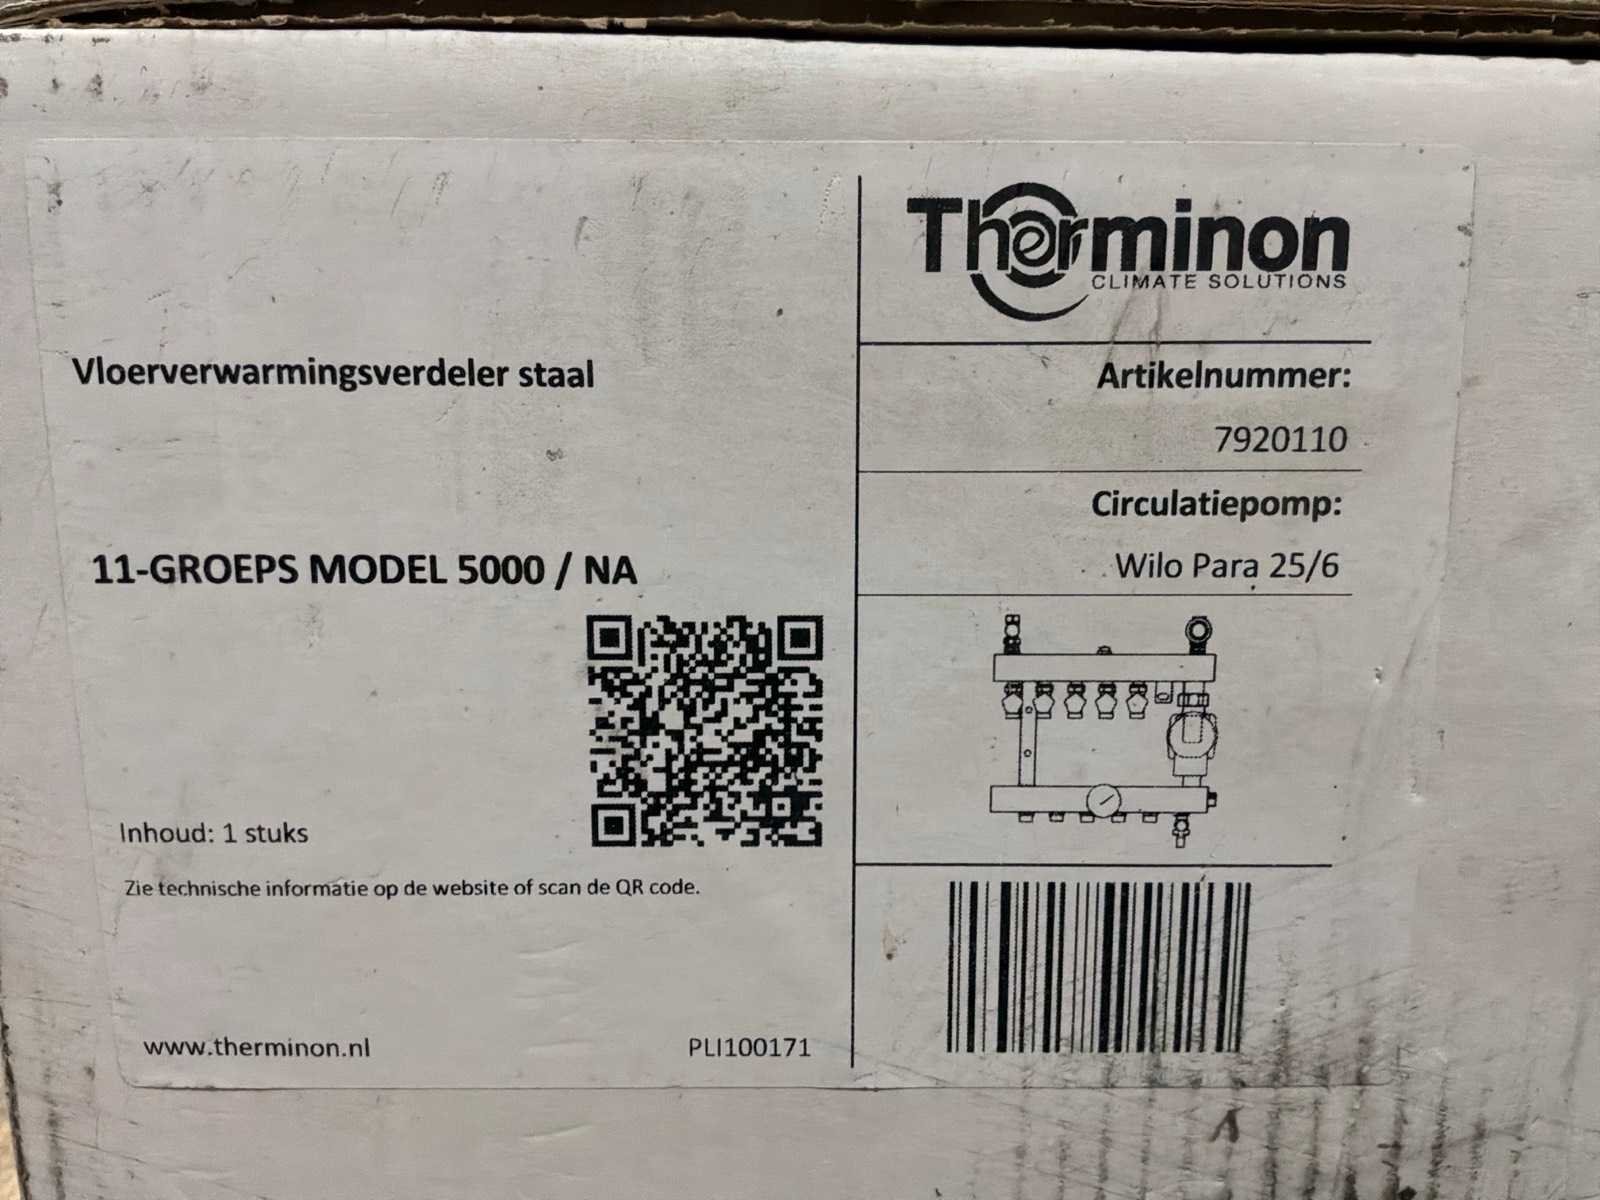 Therminon
CLIMATE SOLUTIONS
Vloerverwarmingsverdeler staal
Artikelnummer:
7920110
Circulatiepomp:
Wilo Para 25/6
11-GROEPS MODEL 5000 / NA
Inhoud: 1 stuks
Zie technische informatie op de website of scan de QR code.
www.therminon.nl
PLI100171